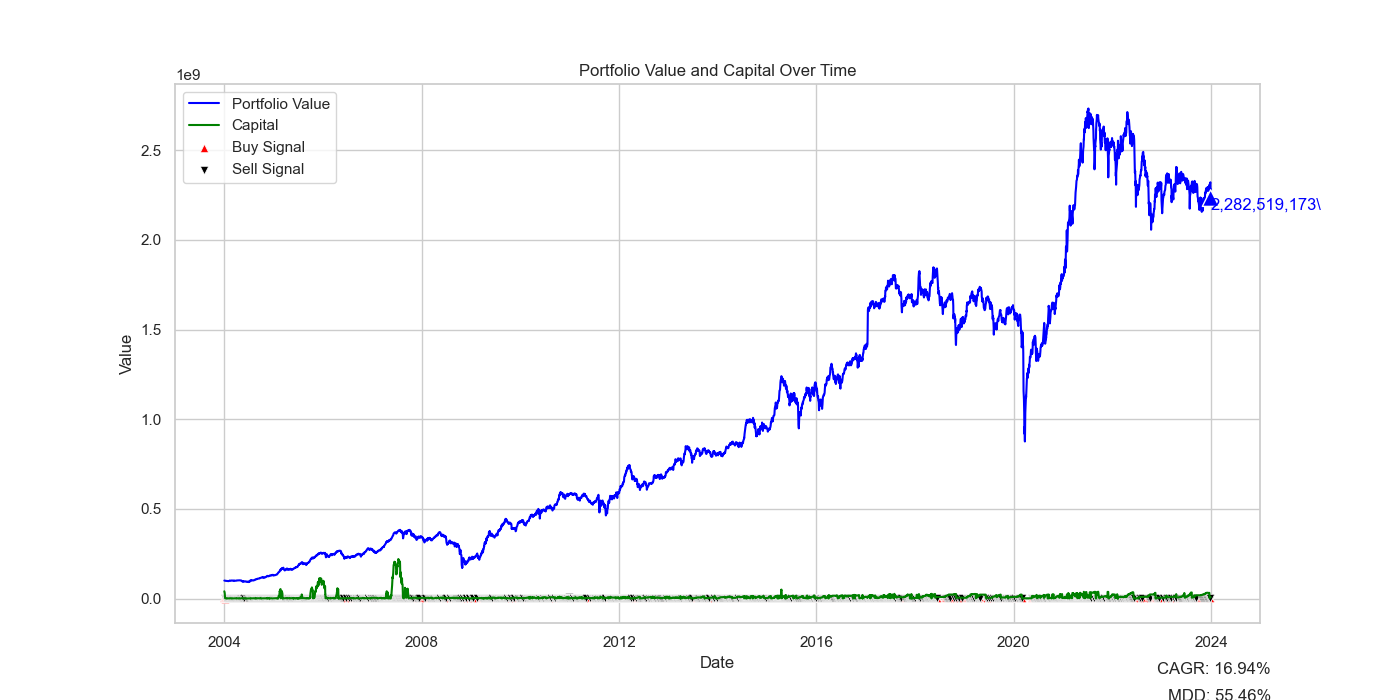 Portfolio Value and Capital Over Time
1e9
Portfolio Value
Capital
Buy Signal
Sell Signal
2.5
2.0
1.5
1.0
0.5
0.0
Value
2,282,519,173\
2004 2008 2012 2016 2020 2024
Date
CAGR: 16.94%
MDD: 55.46%